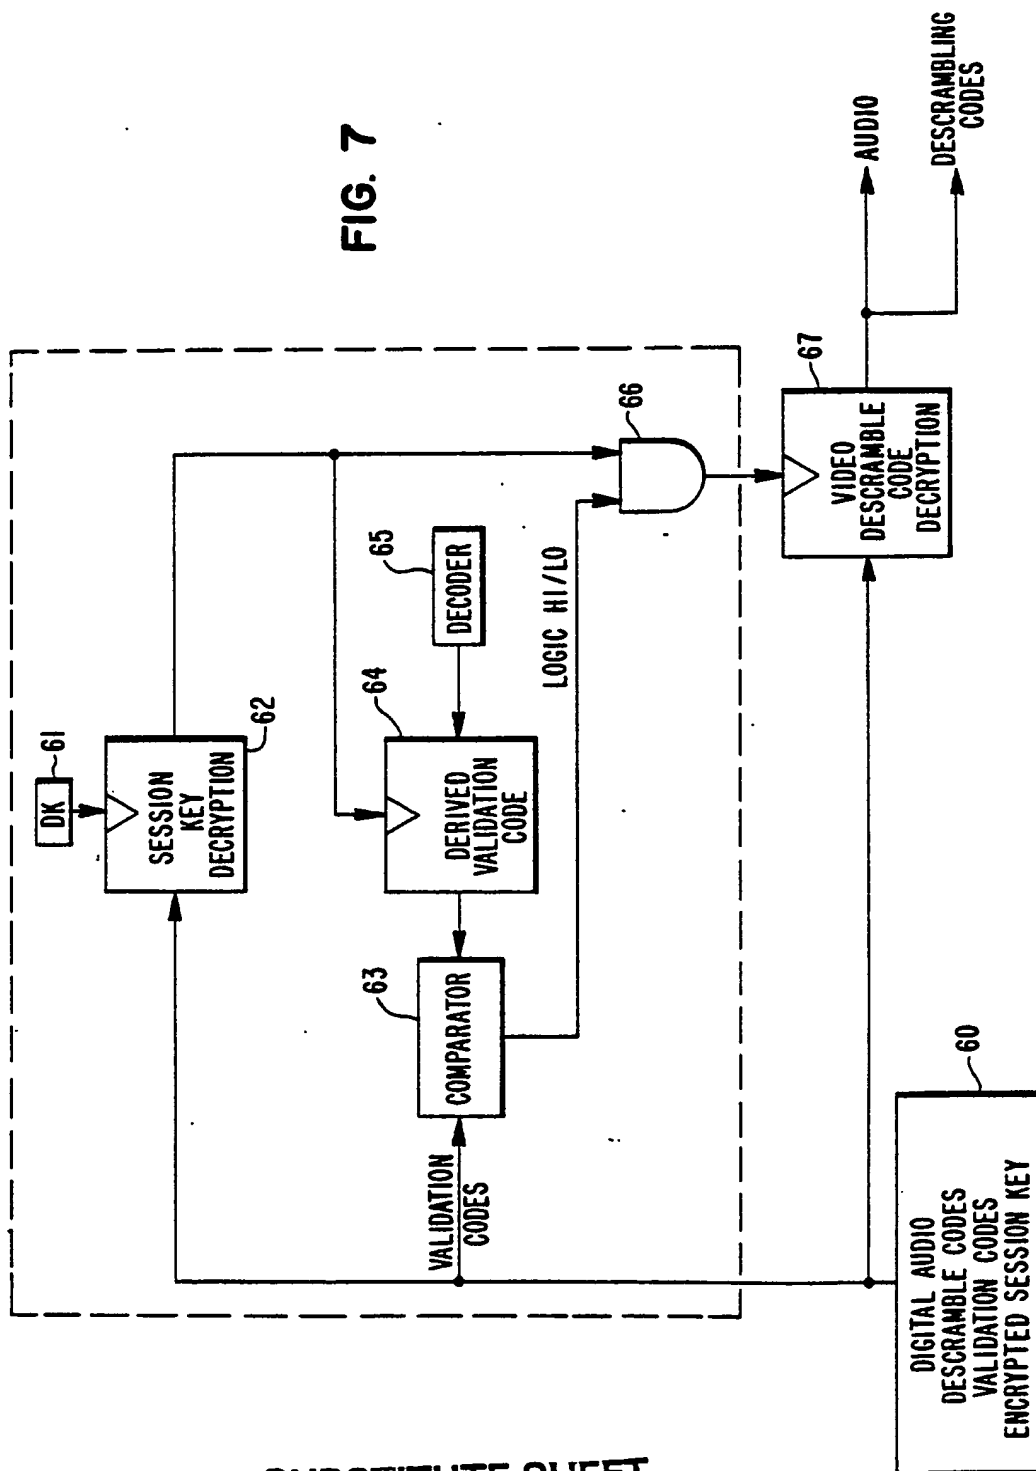 FIG. 7
DK
61
SESSION
KEY
DECRYPTION
62
VALIDATION
CODES
COMPARATOR
63
DERIVED
VALIDATION
CODE
64
DECODER
65
LOGIC HI/LO
66
VIDEO
DESCRAMBLE
CODE
DECRYPTION
67
AUDIO
DESCRAMBLING
CODES
DIGITAL AUDIO
DESCRAMBLE CODES
VALIDATION CODES
ENCRYPTED SESSION KEY
60
SUBSTITUTE SHEET